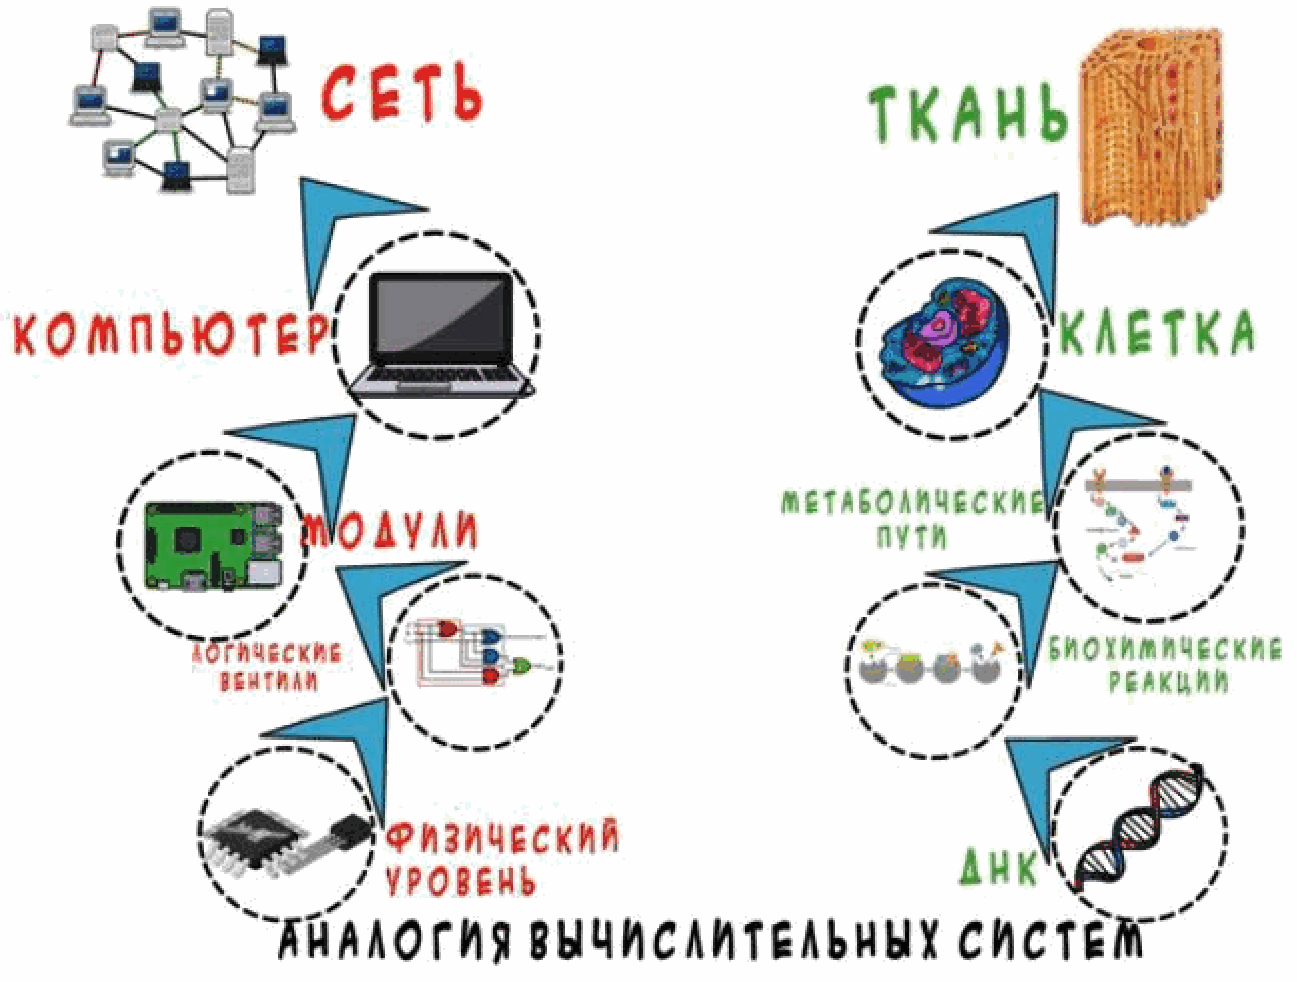 СЕТЬ
ТКАНЬ
КОМПЬЮТЕР
КЛЕТКА
МОДУЛИ
МЕТАБОЛИЧЕСКИЕ
ПУТИ
ЛОГИЧЕСКИЕ
ВЕНТИЛИ
БИОХИМИЧЕСКИЕ
РЕАКЦИИ
ФИЗИЧЕСКИЙ
УРОВЕНЬ
ДНК
АНАЛОГИЯ ВЫЧИСЛИТЕЛЬНЫХ СИСТЕМ